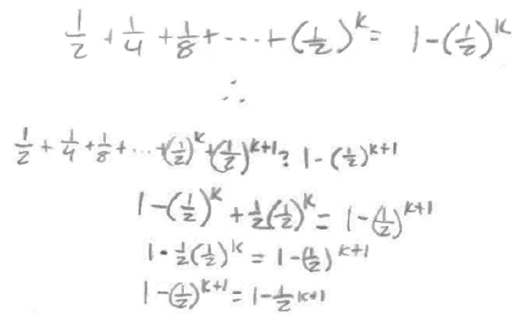 1/2 + 1/4 + 1/8 + ... + (1/2)^k = 1-(1/2)^k
∴
1/2 + 1/4 + 1/8 + ... + (1/2)^k + (1/2)^k+1 ? 1 - (1/2)^k+1
1-(1/2)^k + 1/2(1/2)^k = 1-(1/2)^k+1
1 - 1/2(1/2)^k = 1-(1/2)^k+1
1-(1/2)^k+1 = 1-1/2^k+1